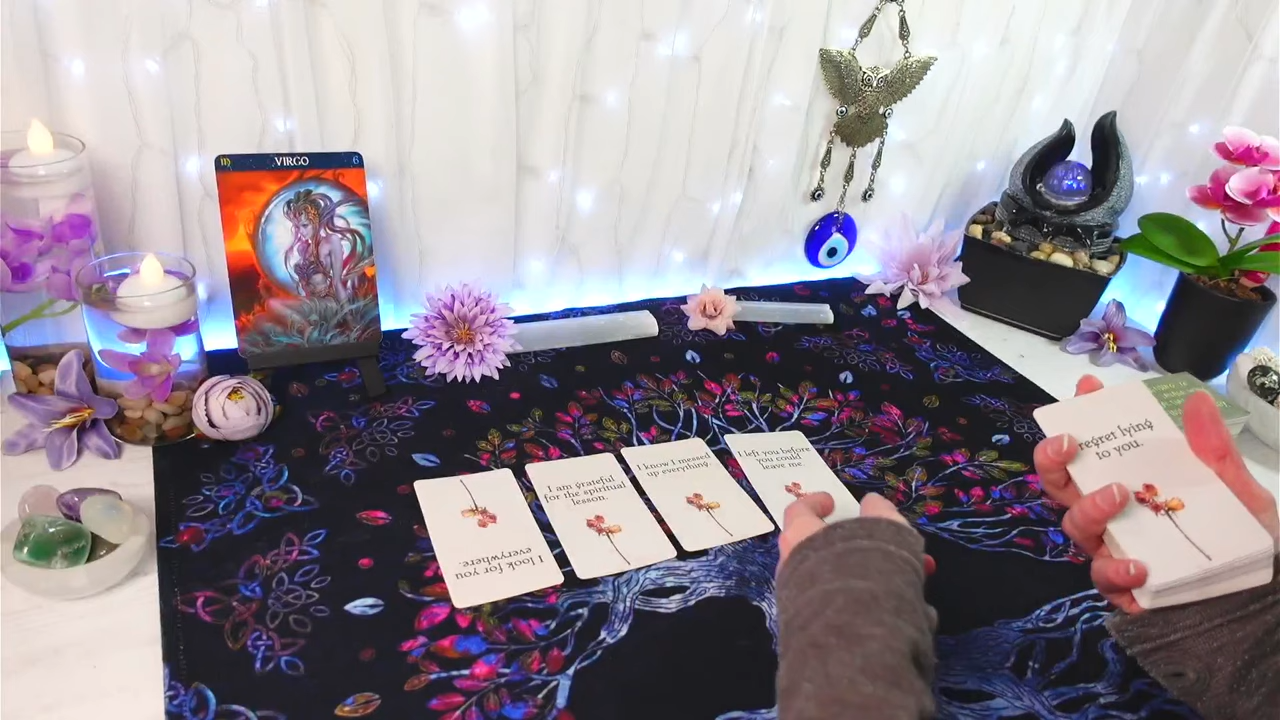 ♍ VIRGO 6
I look for you
everywhere.
I am grateful
for the spiritual
lesson.
I know I messed
up everything.
I left you before
you could
leave me.
regret lying
to you.